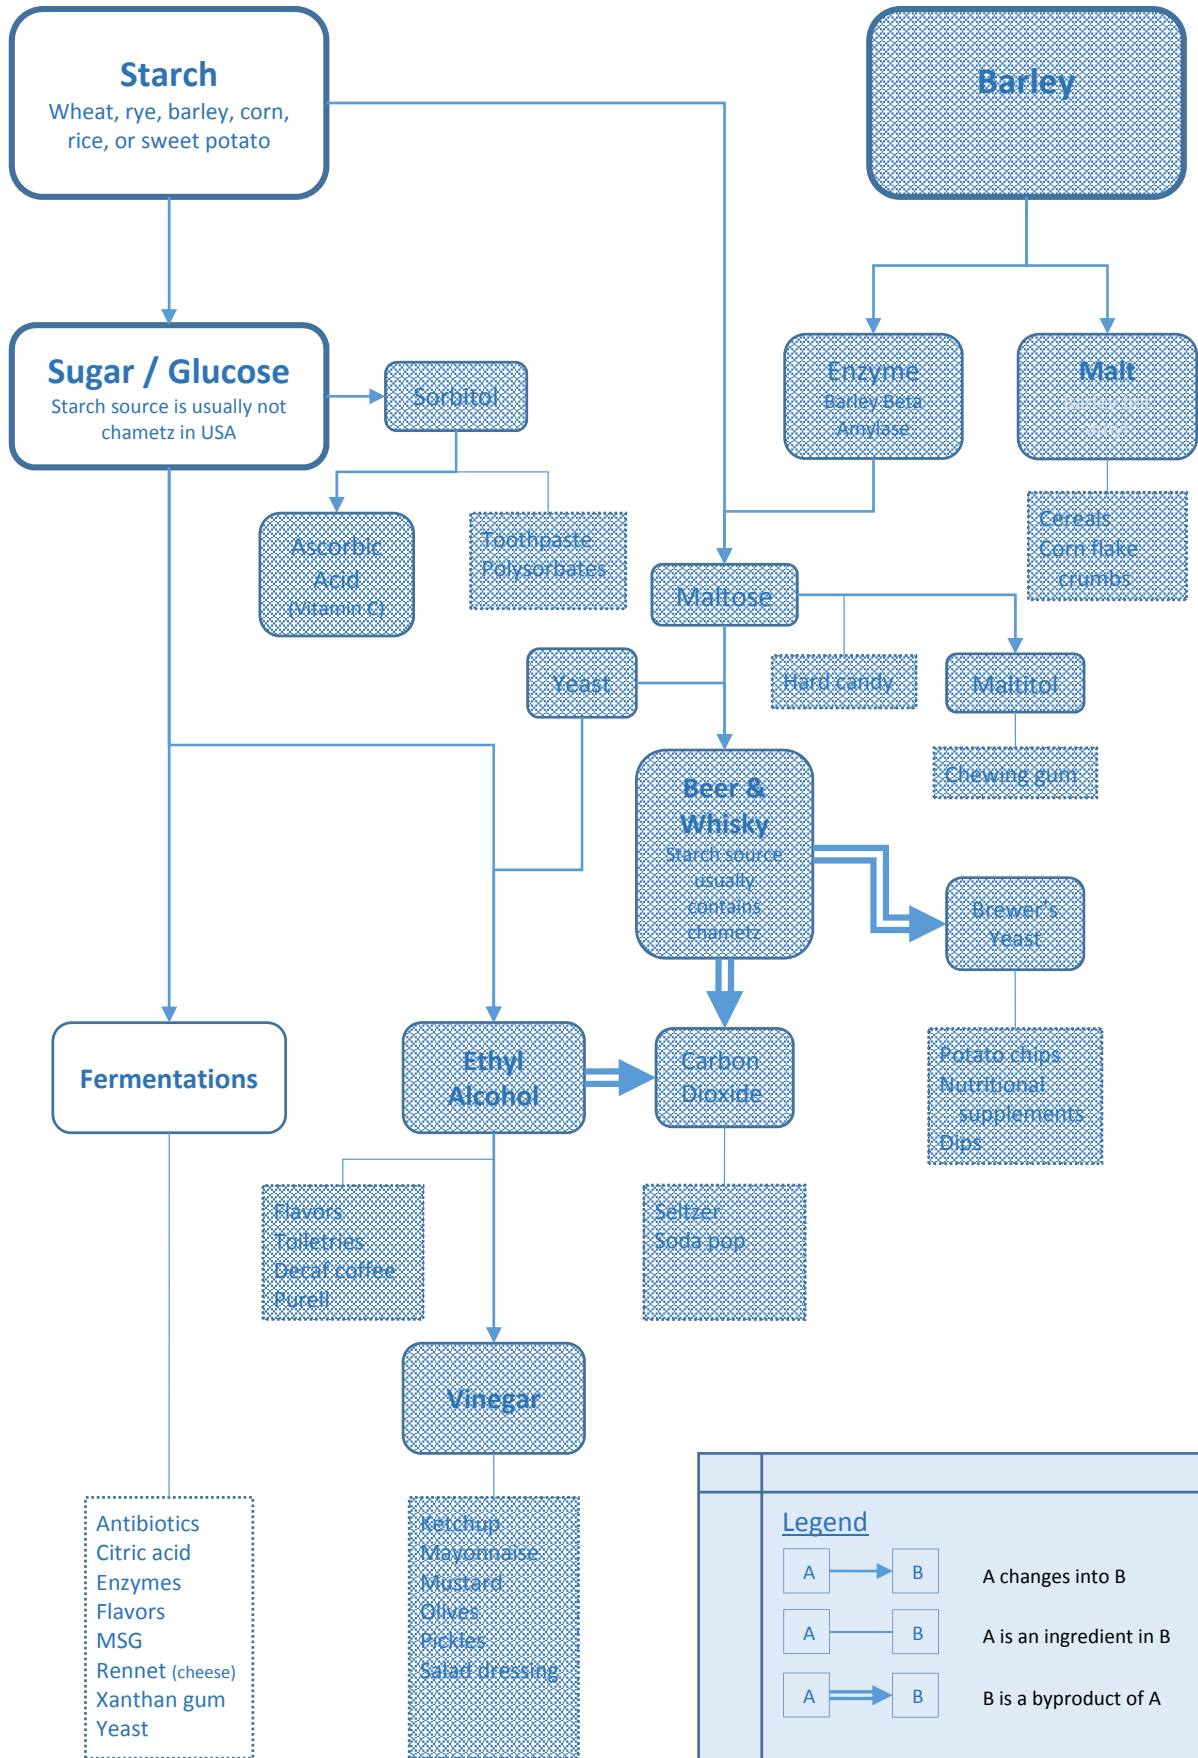 Starch
Wheat, rye, barley, corn,
rice, or sweet potato
Barley
Sugar / Glucose
Starch source is usually not
chametz in USA
Sorbitol
Enzyme
Barley Beta
Amylase
Malt
Ascorbic
Acid
(Vitamin C)
Toothpaste
Polysorbates
Cereals
Corn flake
crumbs
Maltose
Yeast
Hard candy
Maltitol
Chewing gum
Beer &
Whisky
Starch source
usually
contains
chametz
Brewer's
Yeast
Fermentations
Ethyl
Alcohol
Carbon
Dioxide
Potato chips
Nutritional
supplements
Dips
Flavors
Toiletries
Decaf coffee
Purell
Seltzer
Soda pop
Vinegar
Antibiotics
Citric acid
Enzymes
Flavors
MSG
Rennet (cheese)
Xanthan gum
Yeast
Ketchup
Mayonnaise
Mustard
Olives
Pickles
Salad dressing
Legend
A B A changes into B
A B A is an ingredient in B
A B B is a byproduct of A